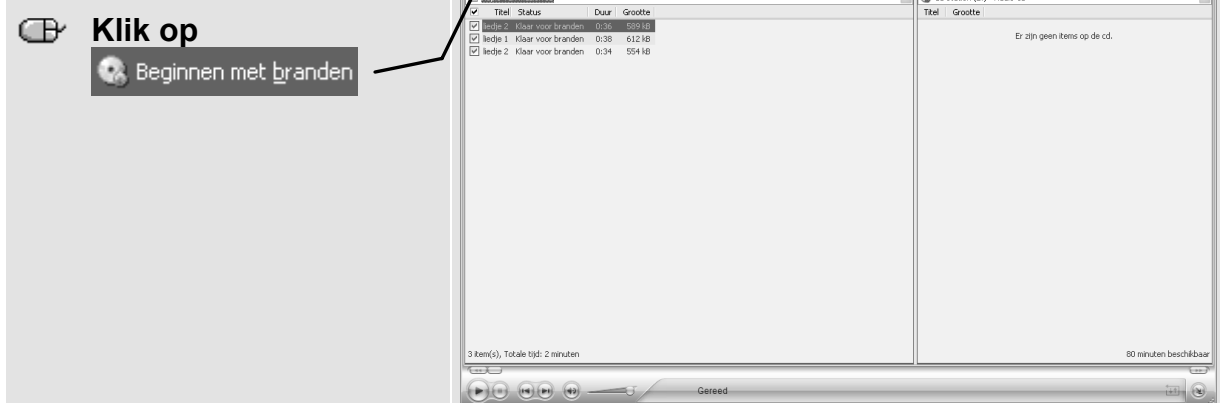 Klik op
Beginnen met branden
Titel Status Duur Grootte
liedje 2 Klaar voor branden 0:36 589 kB
liedje 1 Klaar voor branden 0:38 612 kB
liedje 2 Klaar voor branden 0:34 554 kB
3 item(s), Totale tijd: 2 minuten
Titel Grootte
Er zijn geen items op de cd.
80 minuten beschikbaar
Gereed